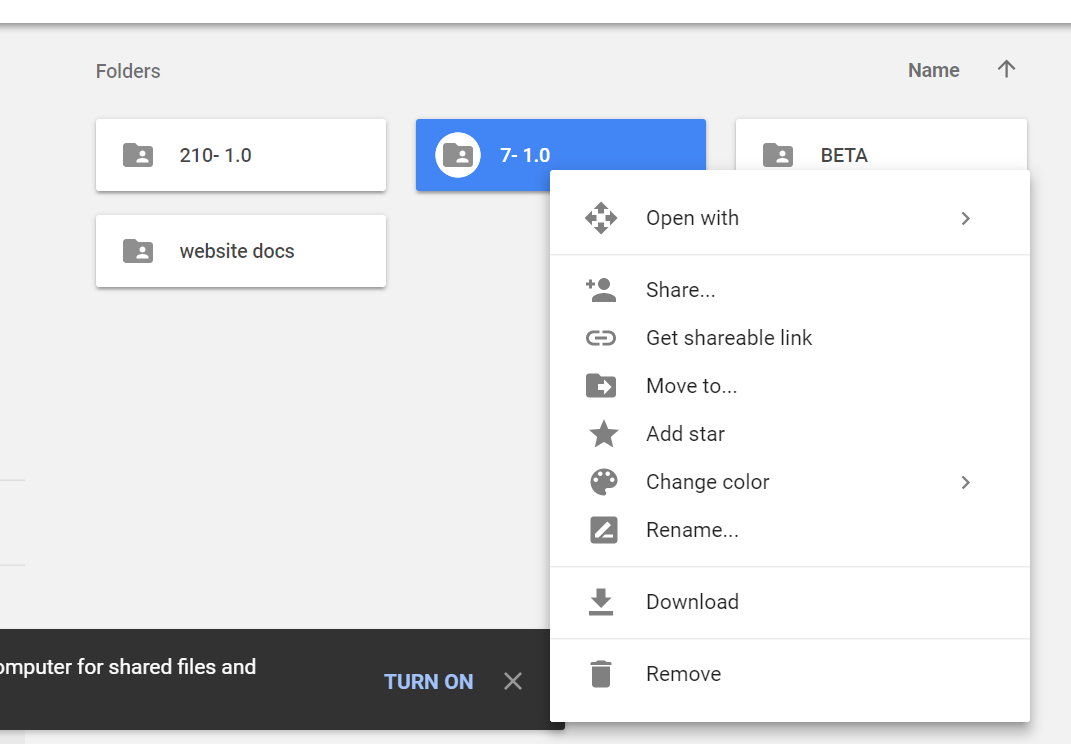 Folders
Name
210- 1.0
7- 1.0
BETA
website docs
Open with
Share...
Get shareable link
Move to...
Add star
Change color
Rename...
Download
Remove
omputer for shared files and
TURN ON